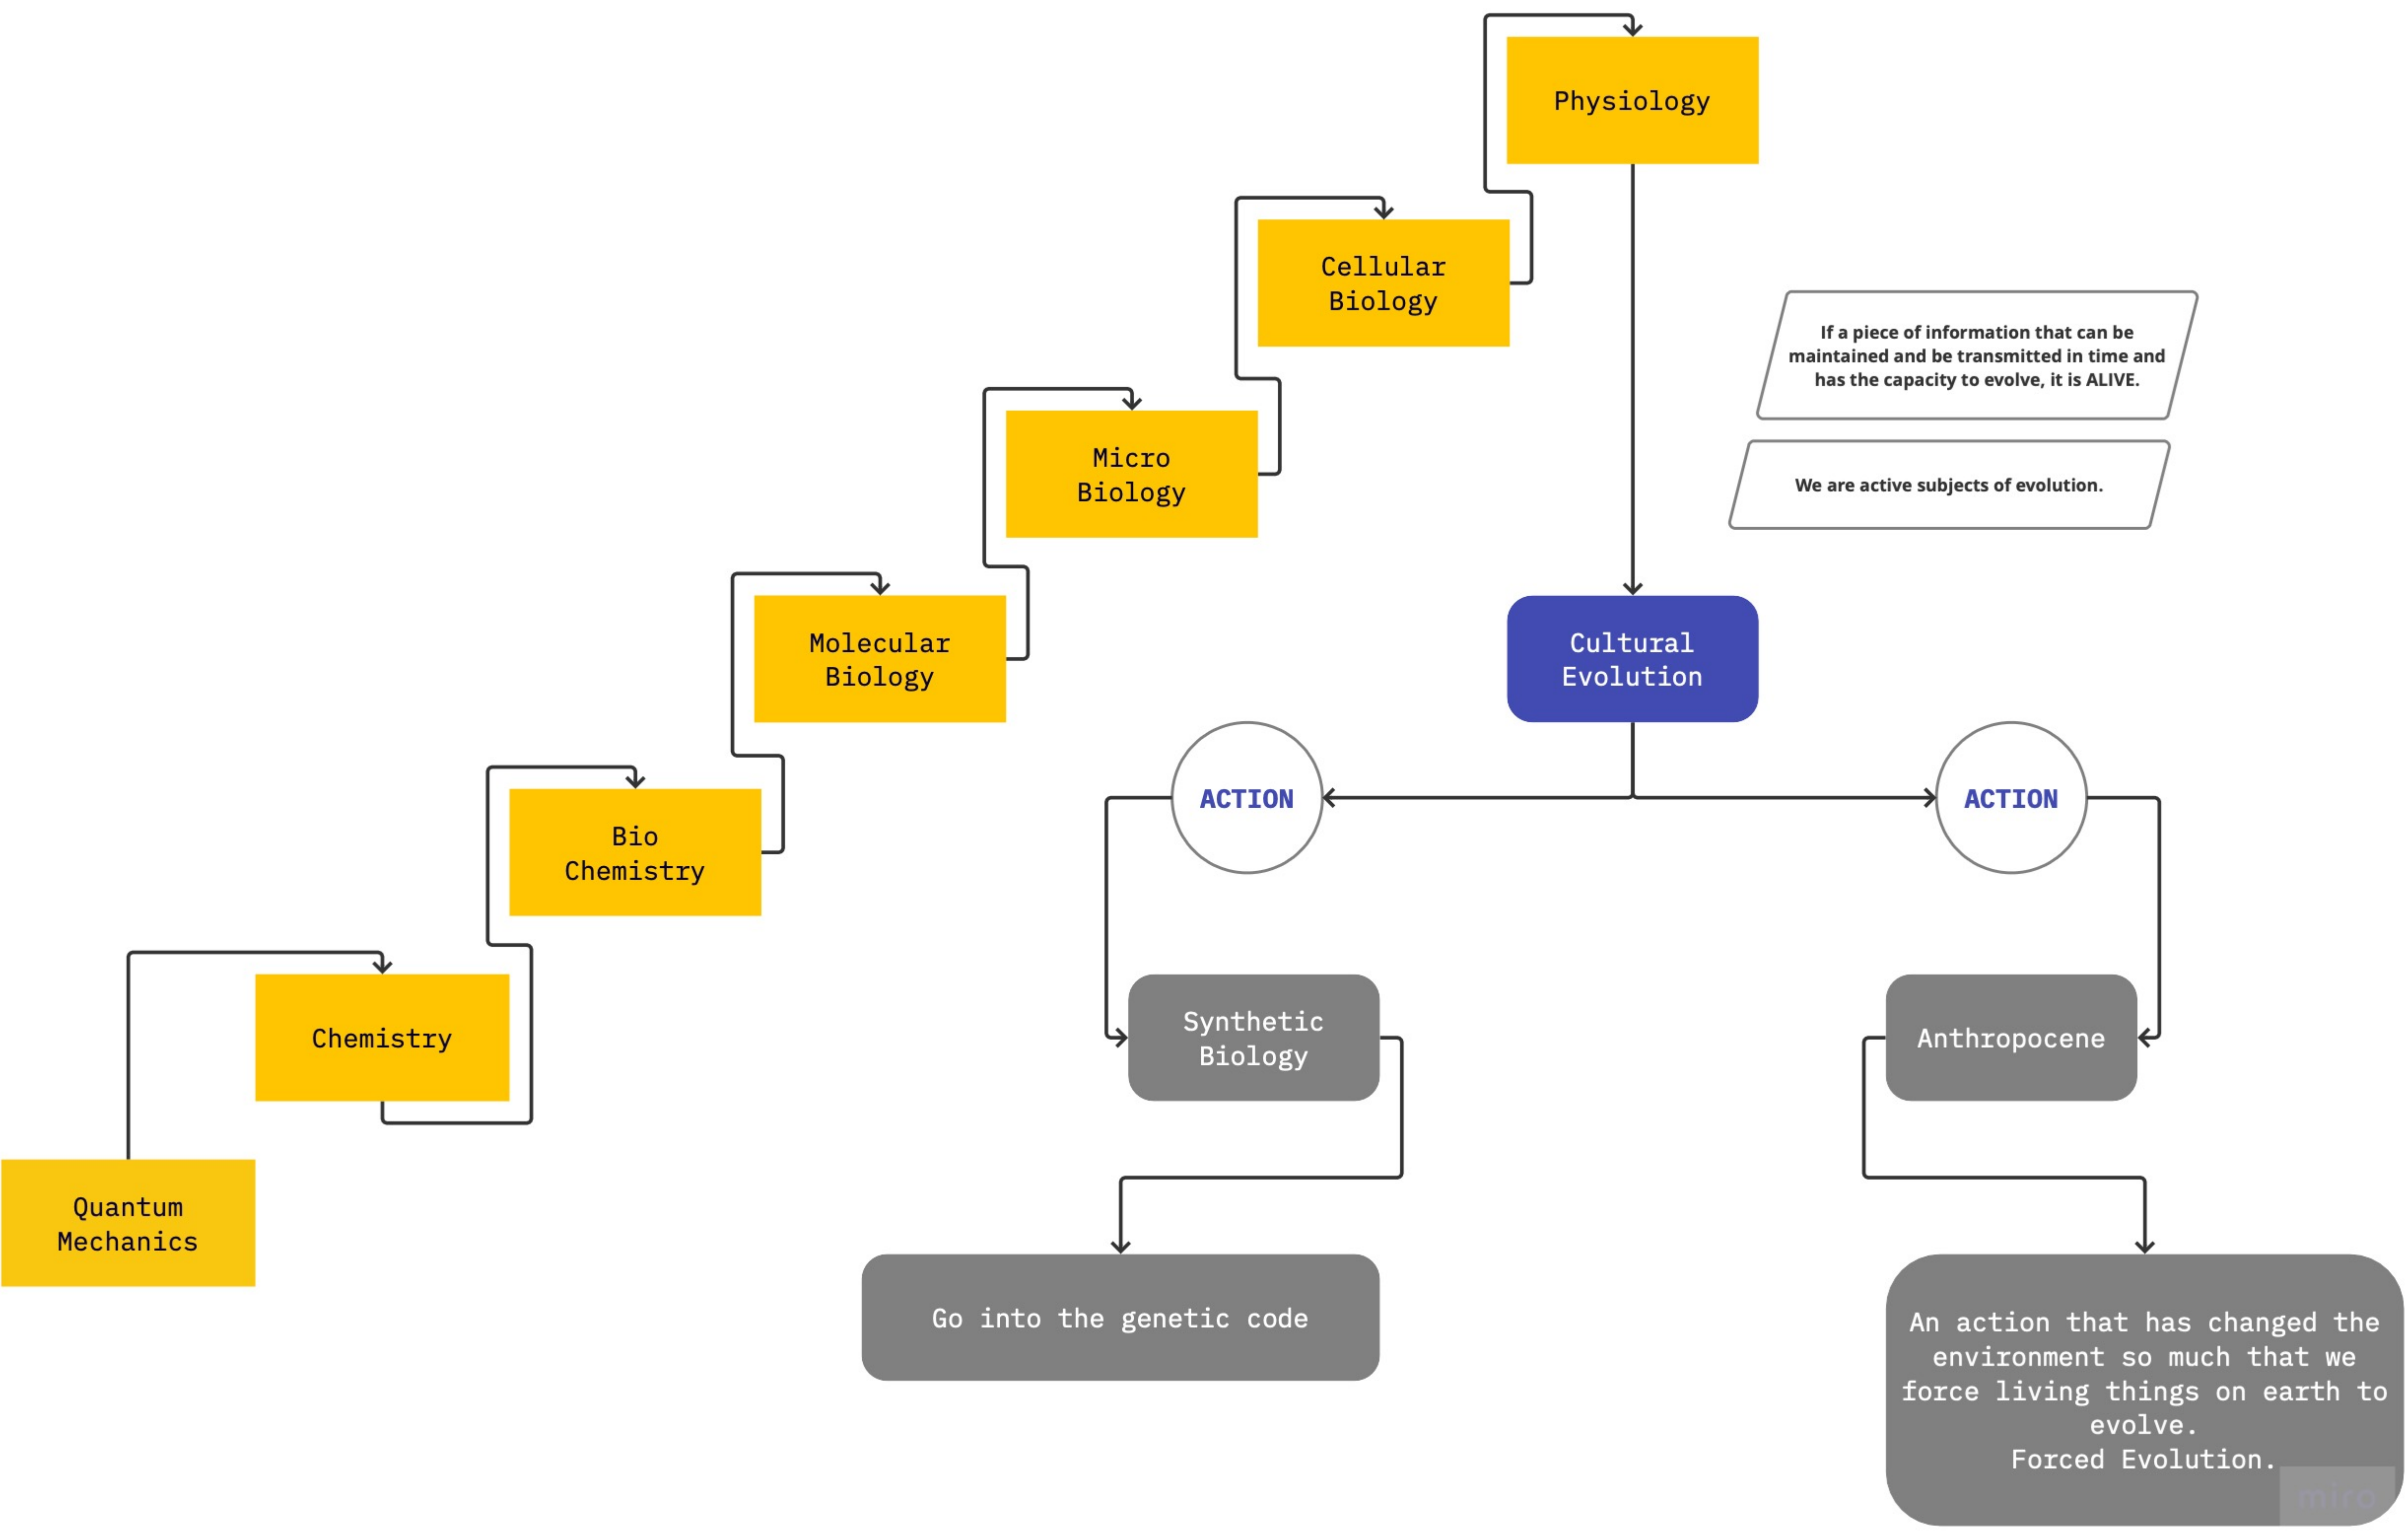 Physiology
Cellular
Biology
If a piece of information that can be
maintained and be transmitted in time and
has the capacity to evolve, it is ALIVE.
Micro
Biology
We are active subjects of evolution.
Molecular
Biology
Cultural
Evolution
ACTION
ACTION
Bio
Chemistry
Chemistry
Synthetic
Biology
Anthropocene
Quantum
Mechanics
Go into the genetic code
An action that has changed the
environment so much that we
force living things on earth to
evolve.
Forced Evolution.
miro